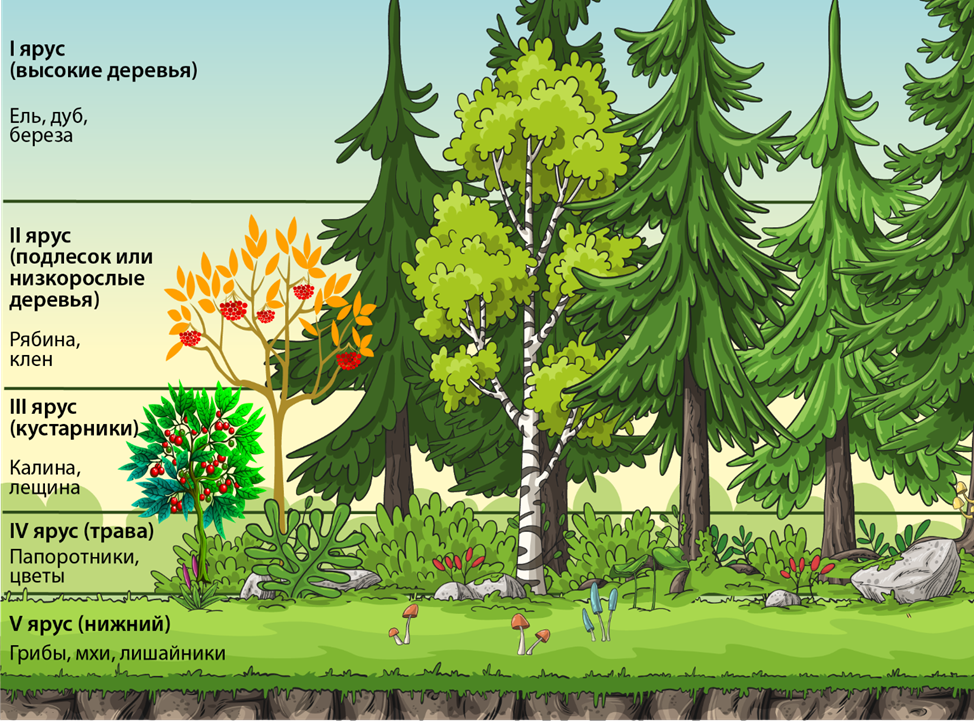 I ярус
(высокие деревья)
Ель, дуб,
береза
II ярус
(подлесок или
низкорослые
деревья)
Рябина,
клен
III ярус
(кустарники)
Калина,
лещина
IV ярус (трава)
Папоротники,
цветы
V ярус (нижний)
Грибы, мхи, лишайники